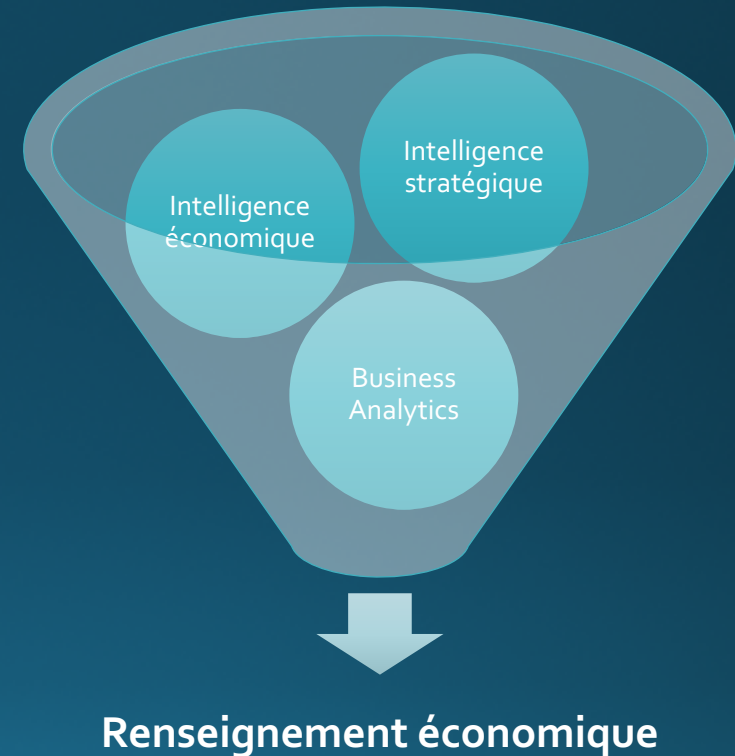 Intelligence
stratégique
Intelligence
économique
Business
Analytics
Renseignement économique